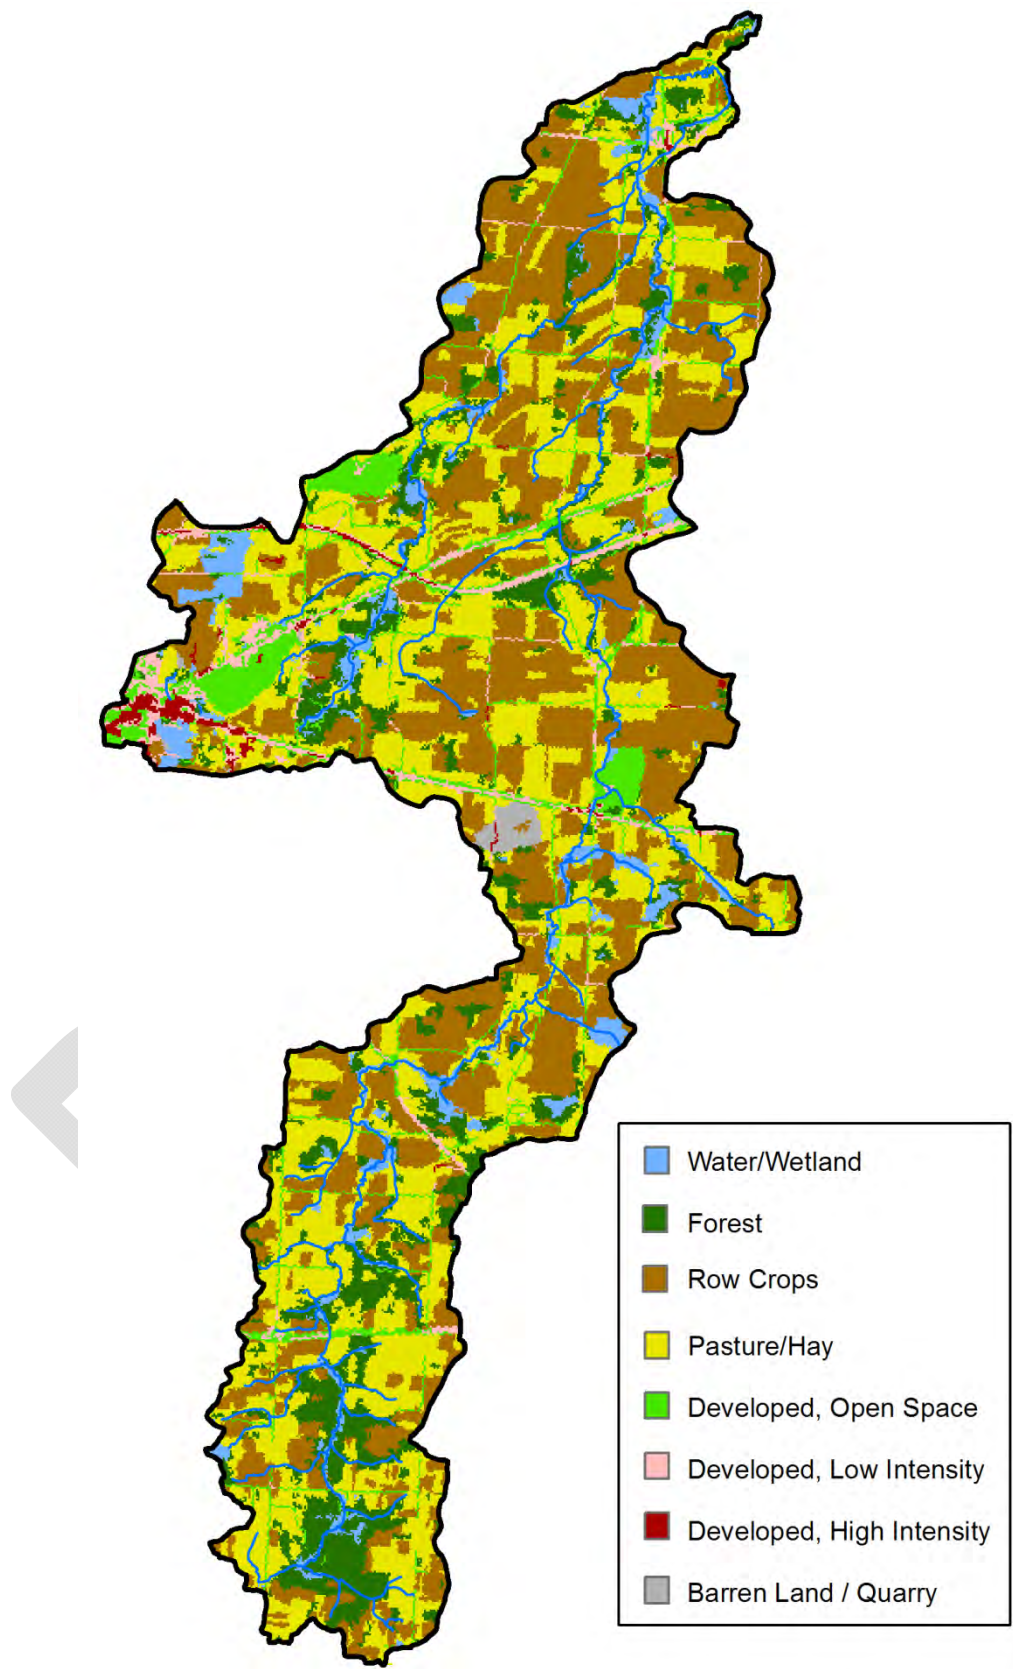 Water/Wetland
Forest
Row Crops
Pasture/Hay
Developed, Open Space
Developed, Low Intensity
Developed, High Intensity
Barren Land / Quarry